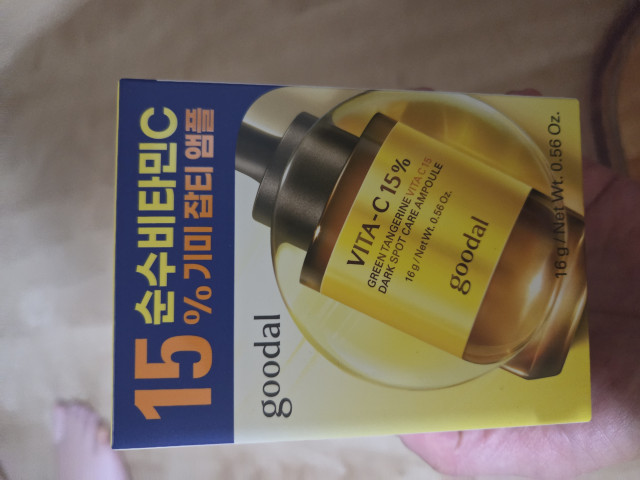 15 순수비타민C
% 기미 잡티 앰플
goodal
VITA-C 15%
GREEN TANGERINE VITA C 15
DARK SPOT CARE AMPOULE
16 g / Net Wt. 0.56 Oz.
goodal
16 g / Net Wt. 0.56 Oz.